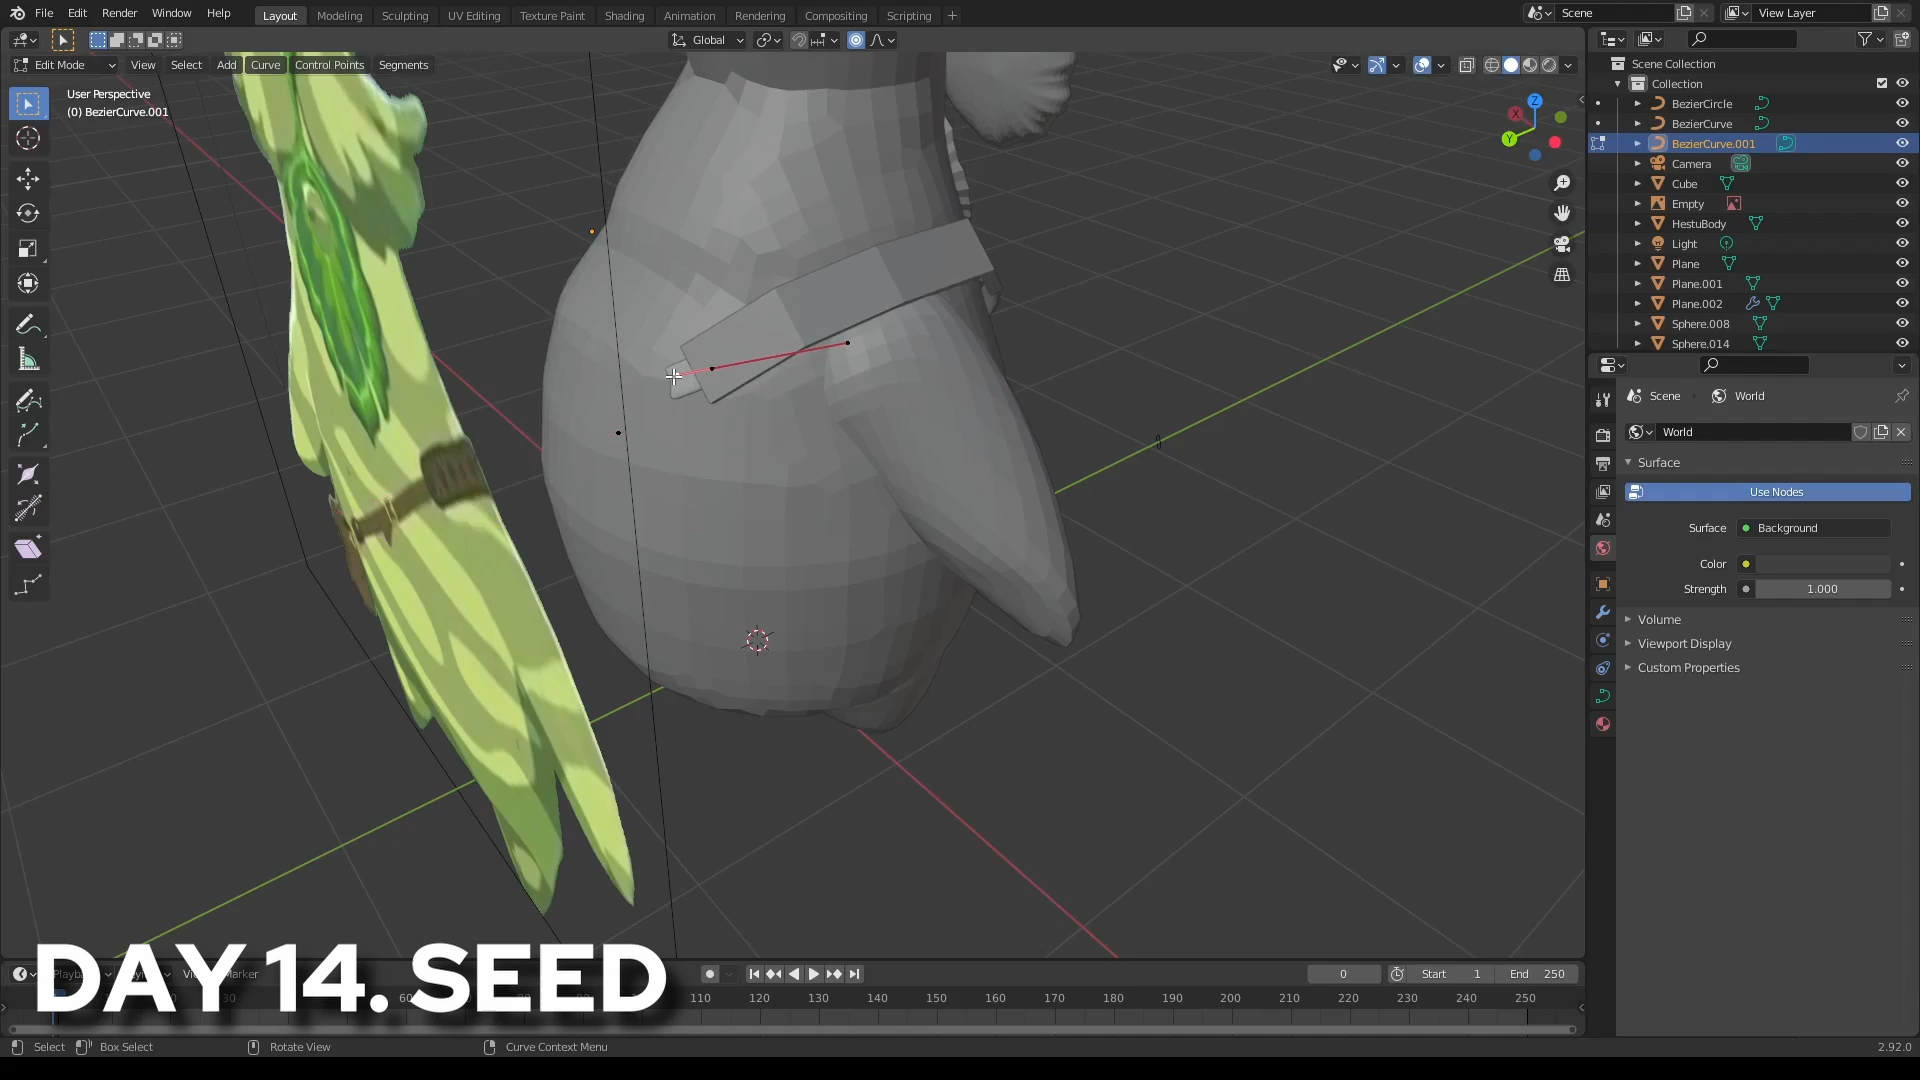 File Edit Render Window Help Layout Modeling Sculpting UV Editing Texture Paint Shading Animation Rendering Compositing Scripting + Scene View Layer
Global
Edit Mode View Select Add Curve Control Points Segments
User Perspective
(0) BezierCurve.001
Z
X
Y
Scene Collection
Collection
BezierCircle
BezierCurve
BezierCurve.001
Camera
Cube
Empty
HestuBody
Light
Plane
Plane.001
Plane.002
Sphere.008
Sphere.014
Scene World
World
Surface
Use Nodes
Surface Background
Color
Strength 1.000
Volume
Viewport Display
Custom Properties
DAY 14. SEED
Marker
0 Start 1 End 250
110 120 130 140 150 160 170 180 190 200 210 220 230 240 250
Select Box Select Rotate View Curve Context Menu 2.92.0